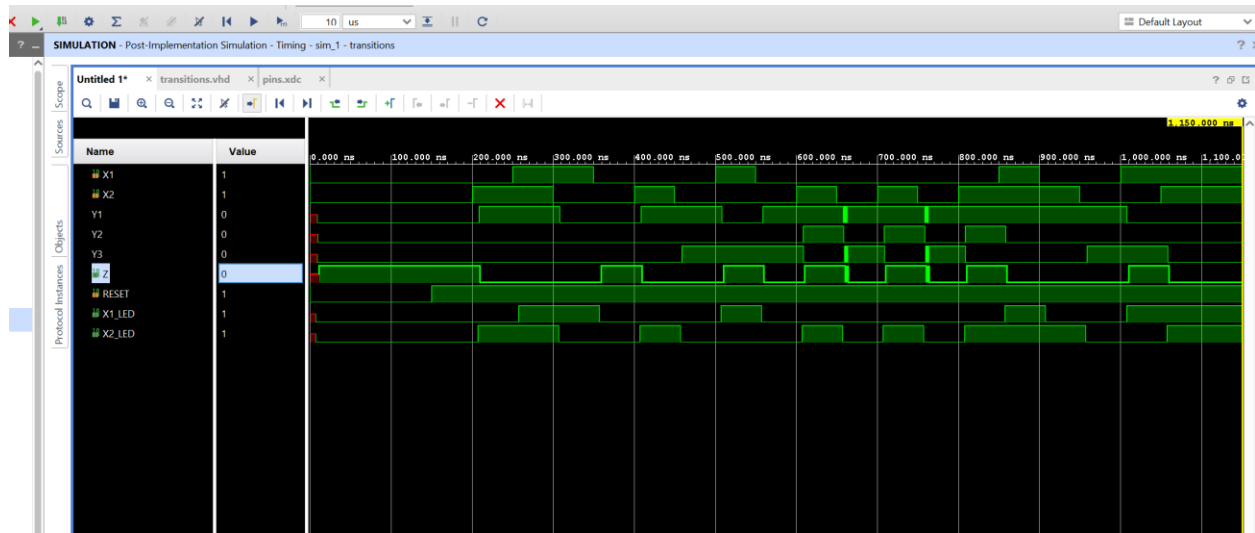 10 us
Default Layout
? _ SIMULATION - Post-Implementation Simulation - Timing - sim_1 - transitions ?
Untitled 1* × transitions.vhd × pins.xdc × ?
Scope
Sources
Objects
Protocol Instances
1,150.000 ns
Name Value
0.000 ns 100.000 ns 200.000 ns 300.000 ns 400.000 ns 500.000 ns 600.000 ns 700.000 ns 800.000 ns 900.000 ns 1,000.000 ns 1,100.0
X1 1
X2 1
Y1 0
Y2 0
Y3 0
Z 0
RESET 1
X1_LED 1
X2_LED 1